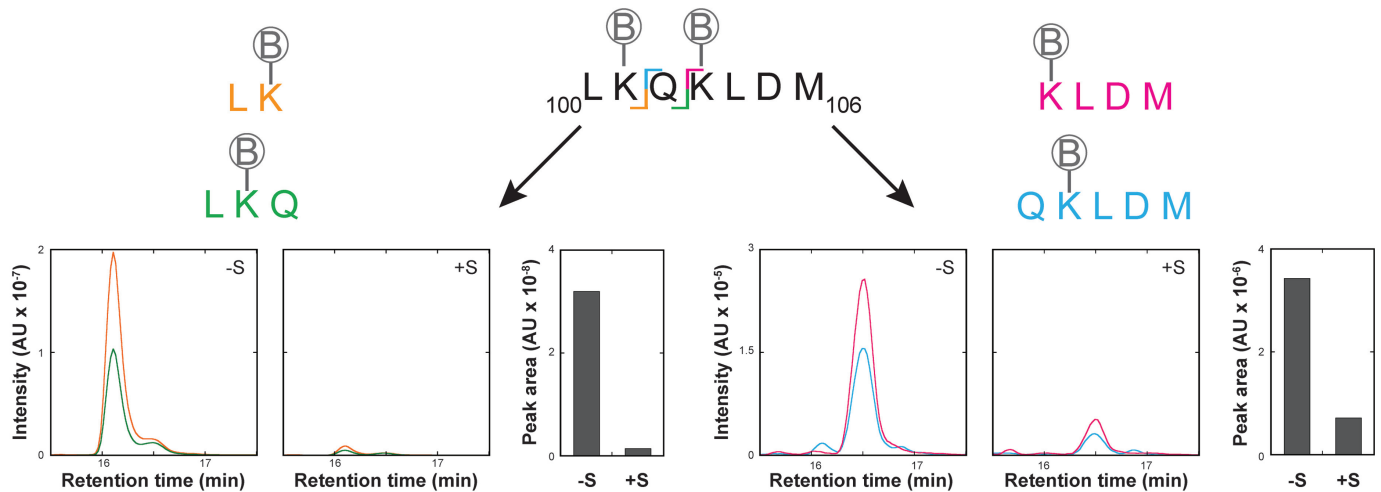 B
B
B
B
B
B
L K
100 L K Q K L D M 106
K L D M
L K Q
Q K L D M
Intensity (AU x 10-7)
2
1
0
-S
16
17
Retention time (min)
+S
16
17
Retention time (min)
Peak area (AU x 10-8)
8
4
0
-S +S
Intensity (AU x 10-5)
3
1.5
0
-S
16
17
Retention time (min)
+S
16
17
Retention time (min)
Peak area (AU x 10-6)
4
2
0
-S +S